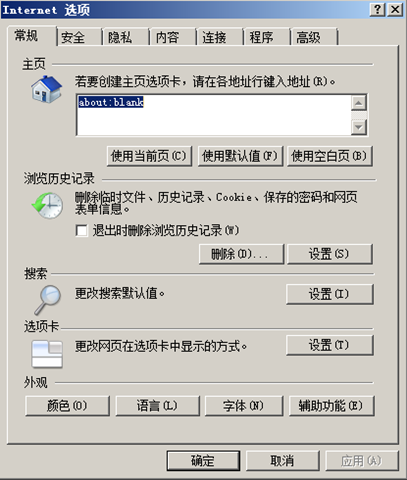 Internet 选项
常规 安全 隐私 内容 连接 程序 高级
主页
若要创建主页选项卡，请在各地址行键入地址(R)。
about:blank
使用当前页(C) 使用默认值(F) 使用空白页(B)
浏览历史记录
删除临时文件、历史记录、Cookie、保存的密码和网页
表单信息。
退出时删除浏览历史记录(W)
删除(D)... 设置(S)
搜索
更改搜索默认值。 设置(I)
选项卡
更改网页在选项卡中显示的方式。 设置(T)
外观
颜色(O) 语言(L) 字体(N) 辅助功能(E)
确定 取消 应用(A)